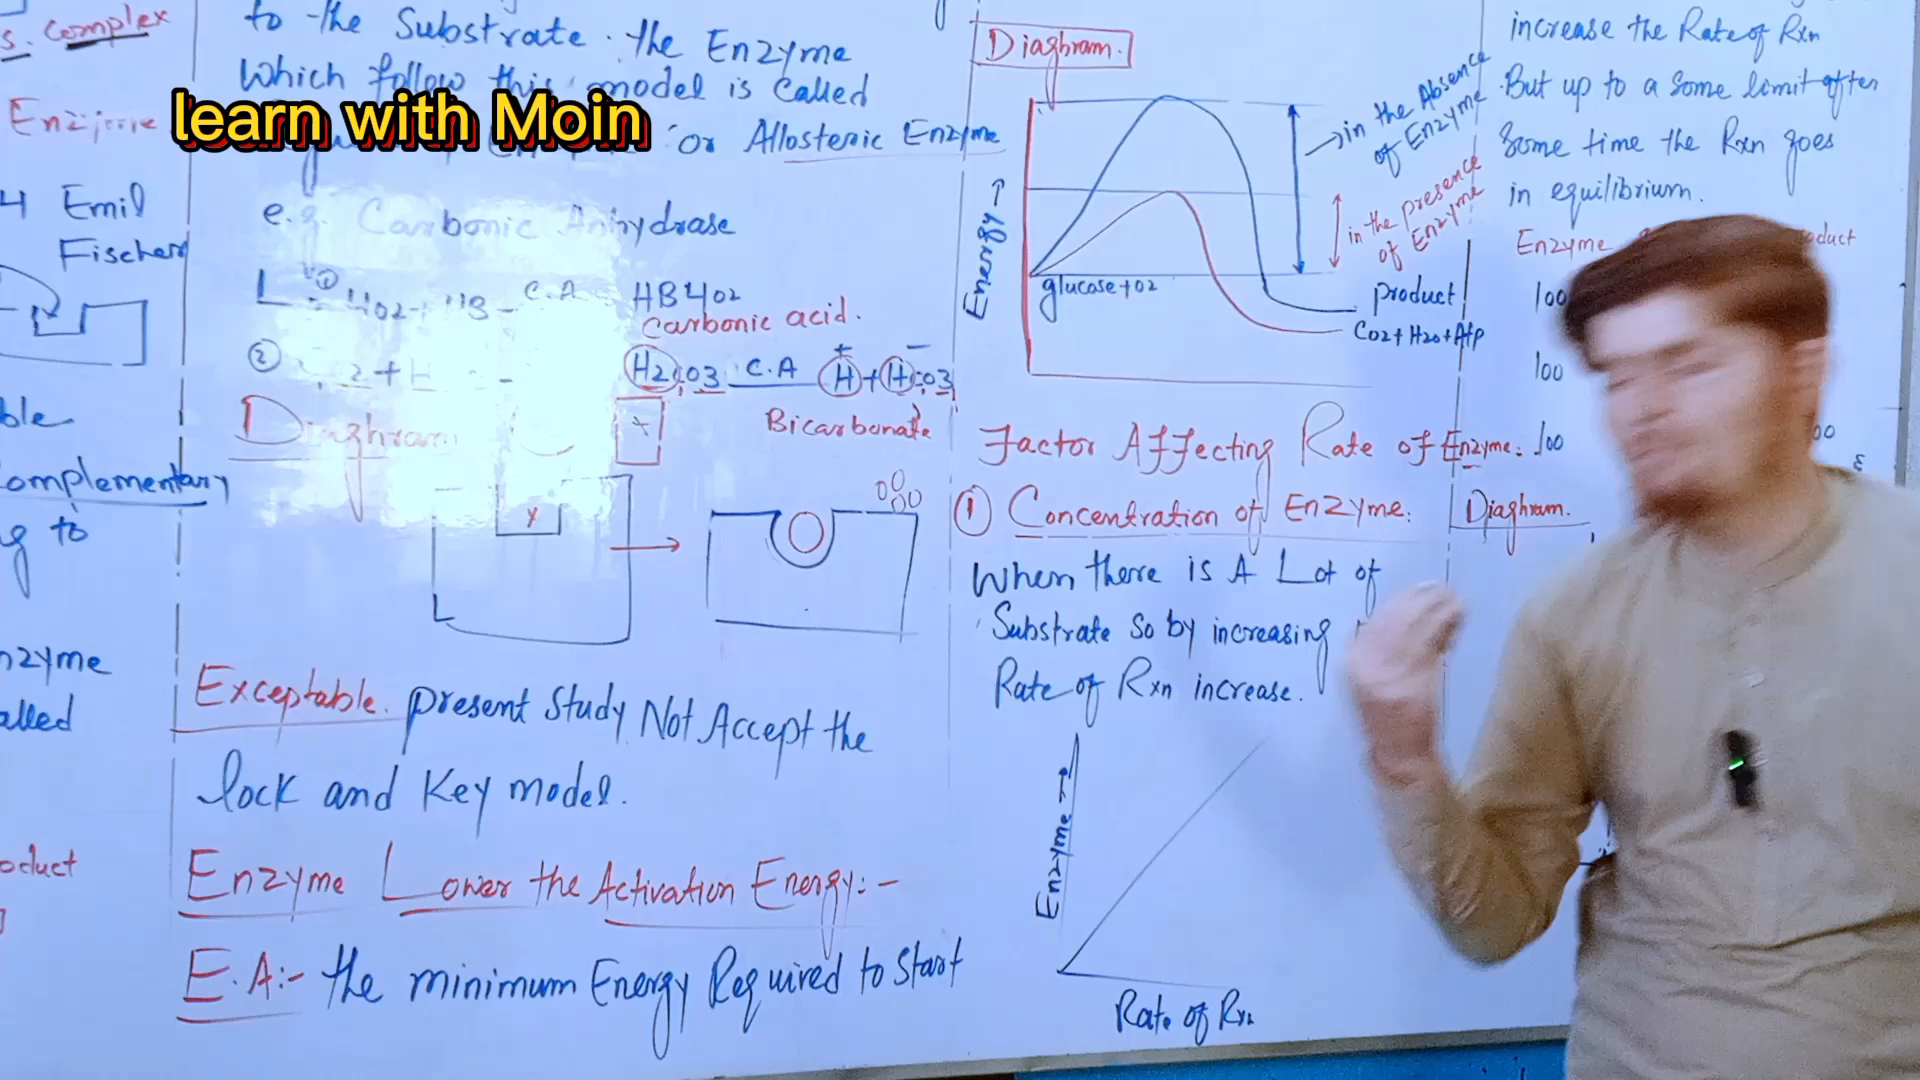 s. complex
Enzyme
4 Emil
Fischer
ble
omplementary
g to
nzyme
alled
oduct
to the Substrate. the Enzyme
Which follow this model is called
learn with Moin
or Allosteric Enzyme
e.g. Carbonic Anhydrase
①
C.A HB4O2
Carbonic acid.
② 2+H
H2CO3 C.A H+ + HCO3 -
Bicarbonate
Diaghram
+
x
Exceptable. present Study Not Accept the
lock and Key model.
Enzyme Lower the Activation Energy:-
E.A:- the minimum Energy Required to Start
Diaghram.
Energy →
in the Absence
of Enzyme
in the presence
of Enzyme
glucose+o2
product
Co2+H2o+Atp
Factor Affecting Rate of Enzyme:
① Concentration of Enzyme:
When there is A Lot of
Substrate So by increasing
Rate of Rxn increase.
Enzyme →
Rate of Rxn
increase the Rate of Rxn
But up to a Some limit after
Some time the Rxn goes
in equilibrium.
Enzyme oduct
100
100
100 00
Diaghram.